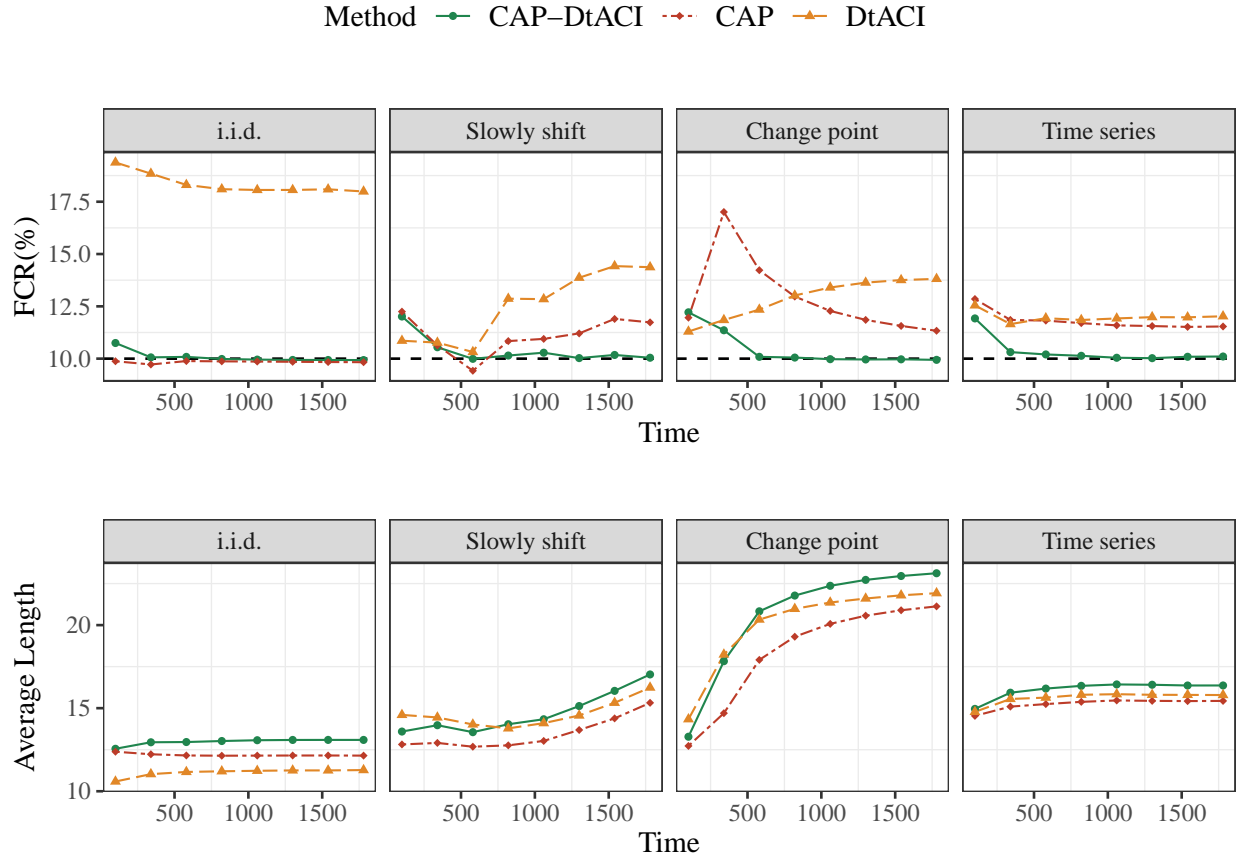 Method CAP–DtACI CAP DtACI
i.i.d. Slowly shift Change point Time series
FCR(%)
17.5
15.0
12.5
10.0
500 1000 1500 500 1000 1500 500 1000 1500 500 1000 1500
Time
i.i.d. Slowly shift Change point Time series
Average Length
20
15
10
500 1000 1500 500 1000 1500 500 1000 1500 500 1000 1500
Time